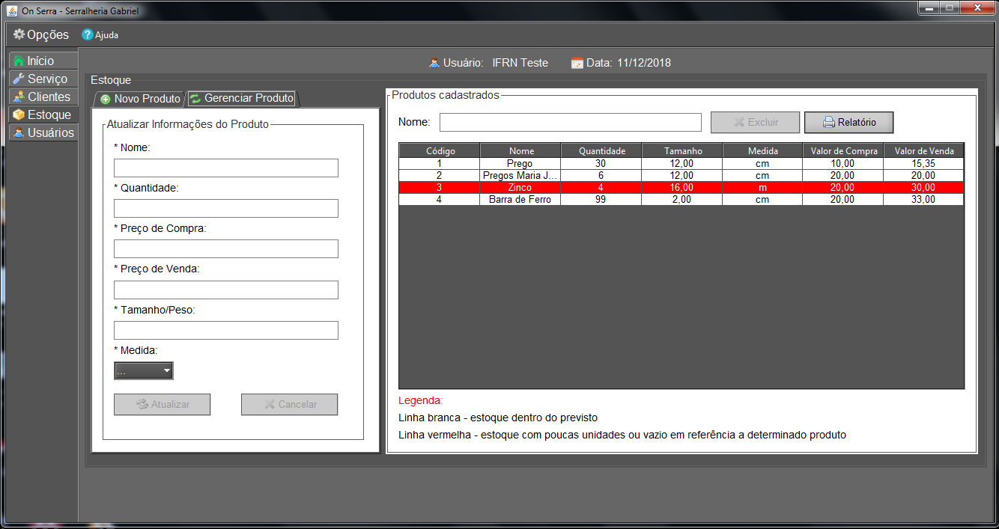 On Serra - Serralheria Gabriel
Opções Ajuda
Início
Serviço
Clientes
Estoque
Usuários
Usuário: IFRN Teste Data: 11/12/2018
Estoque
Novo Produto Gerenciar Produto
Atualizar Informações do Produto
* Nome:
* Quantidade:
* Preço de Compra:
* Preço de Venda:
* Tamanho/Peso:
* Medida:
...
Atualizar Cancelar
Produtos cadastrados
Nome: Excluir Relatório
Código Nome Quantidade Tamanho Medida Valor de Compra Valor de Venda
1 Prego 30 12,00 cm 10,00 15,35
2 Pregos Maria J... 6 12,00 cm 20,00 20,00
3 Zinco 4 16,00 m 20,00 30,00
4 Barra de Ferro 99 2,00 cm 20,00 33,00
Legenda:
Linha branca - estoque dentro do previsto
Linha vermelha - estoque com poucas unidades ou vazio em referência a determinado produto